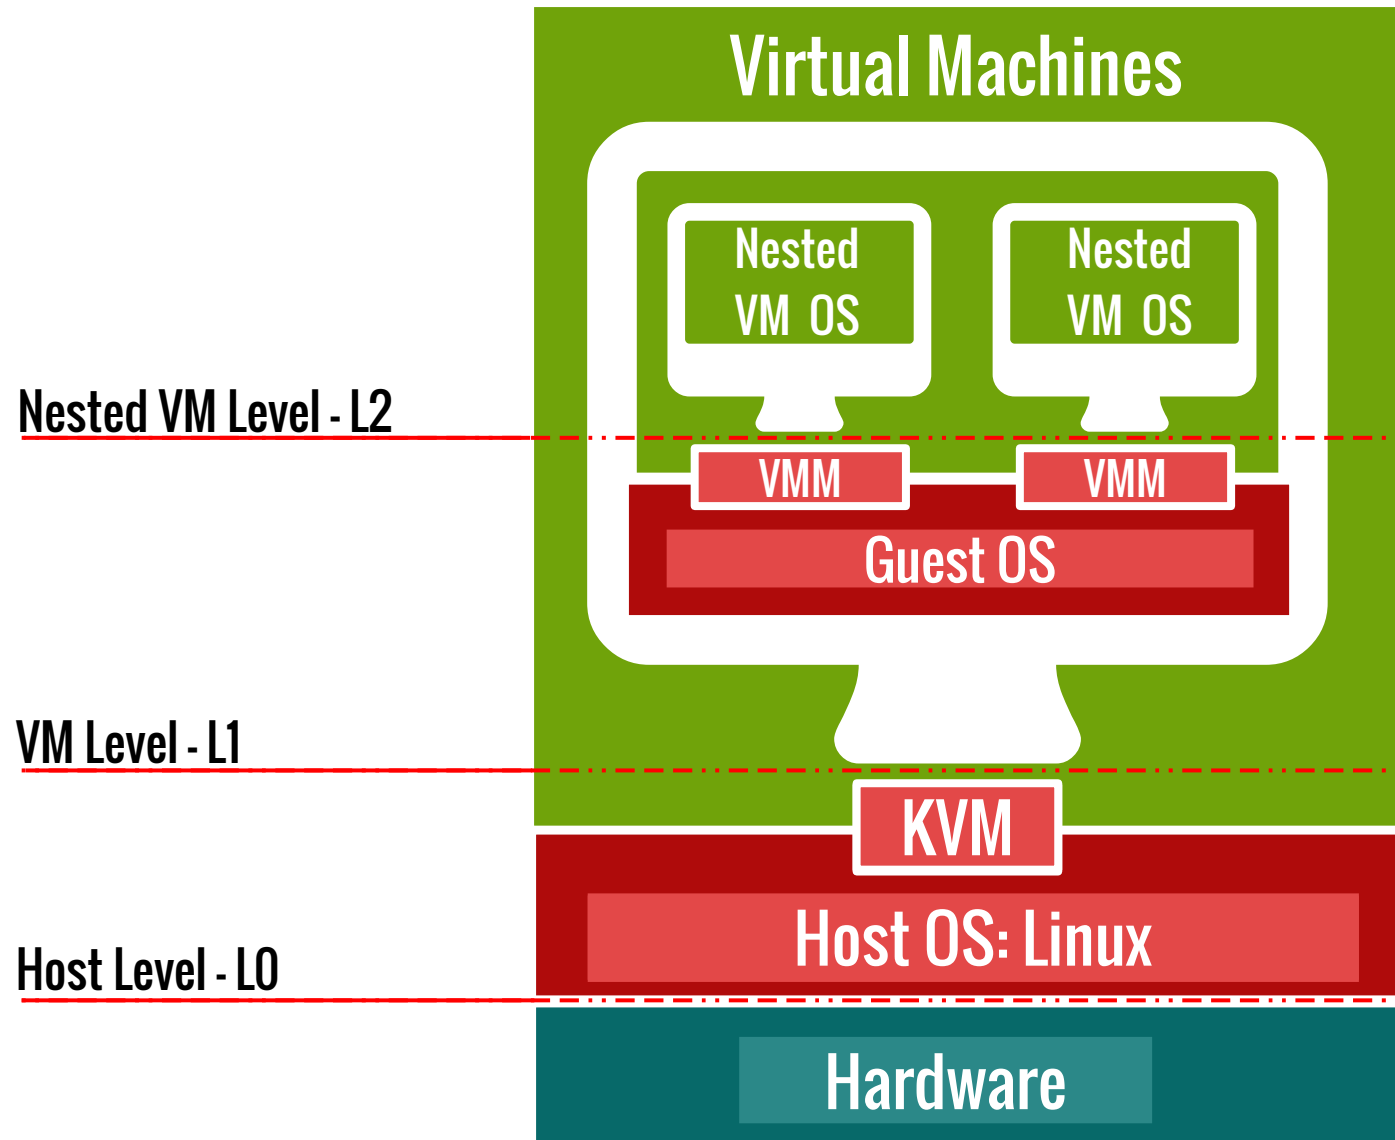 Virtual Machines
Nested
VM OS
Nested
VM OS
Nested VM Level - L2
VMM
VMM
Guest OS
VM Level - L1
KVM
Host OS: Linux
Host Level - L0
Hardware